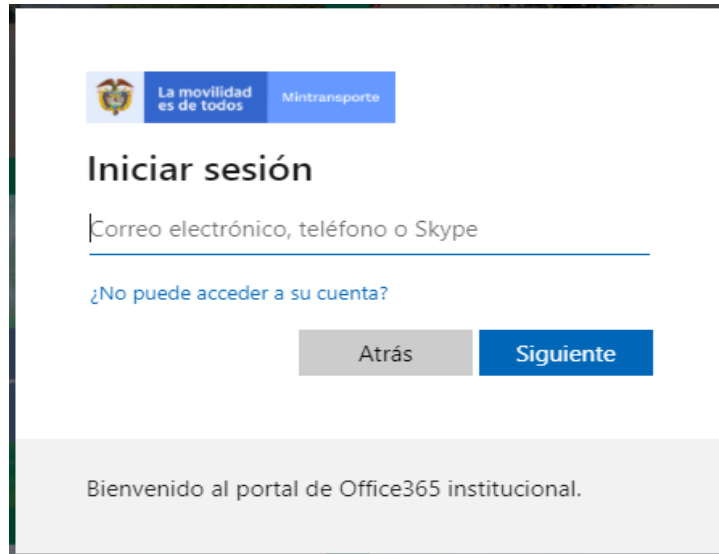 La movilidad
es de todos
Mintransporte
Iniciar sesión
Correo electrónico, teléfono o Skype
¿No puede acceder a su cuenta?
Atrás
Siguiente
Bienvenido al portal de Office365 institucional.